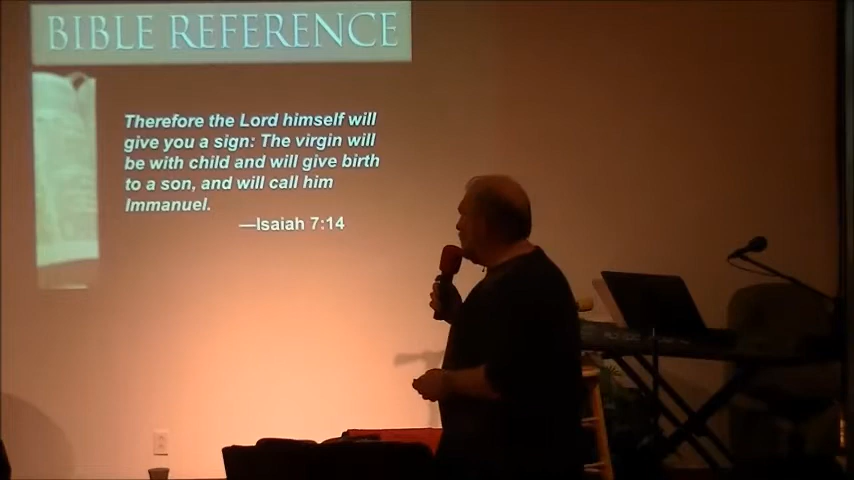 BIBLE REFERENCE
Therefore the Lord himself will
give you a sign: The virgin will
be with child and will give birth
to a son, and will call him
Immanuel.
—Isaiah 7:14